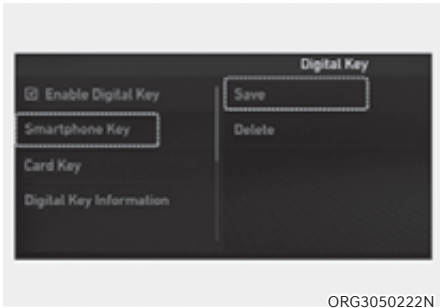 Digital Key
Enable Digital Key
Save
Smartphone Key
Delete
Card Key
Digital Key Information
ORG3050222N